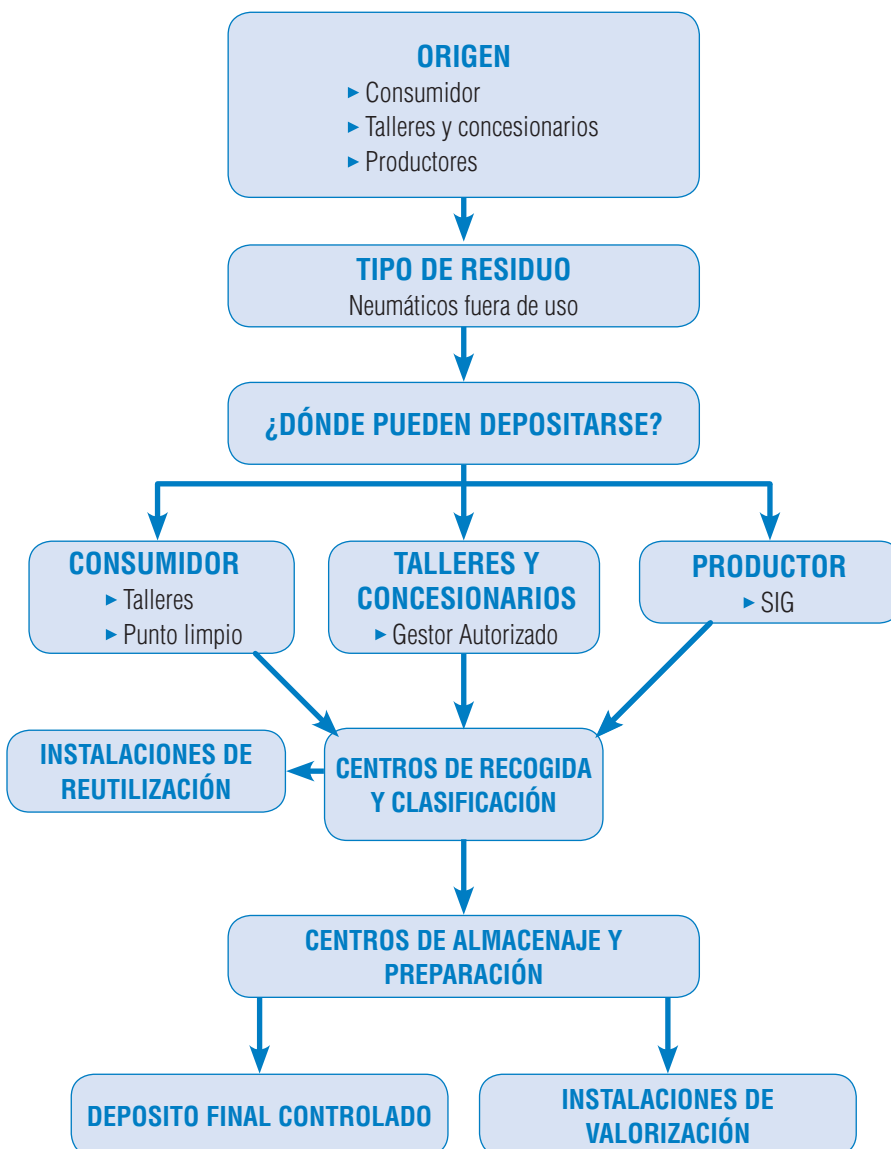 ORIGEN
▸ Consumidor
▸ Talleres y concesionarios
▸ Productores
TIPO DE RESIDUO
Neumáticos fuera de uso
¿DÓNDE PUEDEN DEPOSITARSE?
CONSUMIDOR
▸ Talleres
▸ Punto limpio
TALLERES Y
CONCESIONARIOS
▸ Gestor Autorizado
PRODUCTOR
▸ SIG
INSTALACIONES DE
REUTILIZACIÓN
CENTROS DE RECOGIDA
Y CLASIFICACIÓN
CENTROS DE ALMACENAJE Y
PREPARACIÓN
DEPOSITO FINAL CONTROLADO
INSTALACIONES DE
VALORIZACIÓN